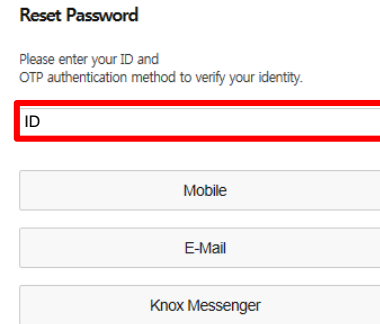 Reset Password
Please enter your ID and
OTP authentication method to verify your identity.
ID
Mobile
E-Mail
Knox Messenger